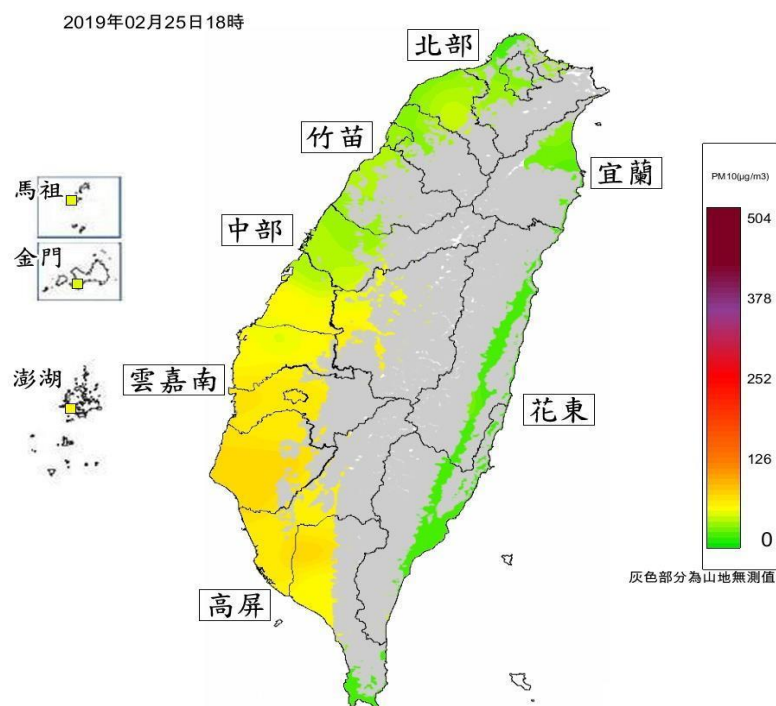 2019年02月25日18時
北部
竹苗
宜蘭
馬祖
中部
金門
澎湖
雲嘉南
花東
高屏
PM10(μg/m3)
504
378
252
126
0
灰色部分為山地無測值